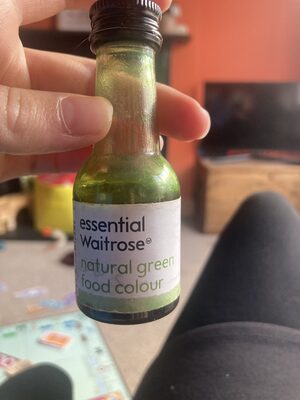 essential
Waitrose
natural green
food colour